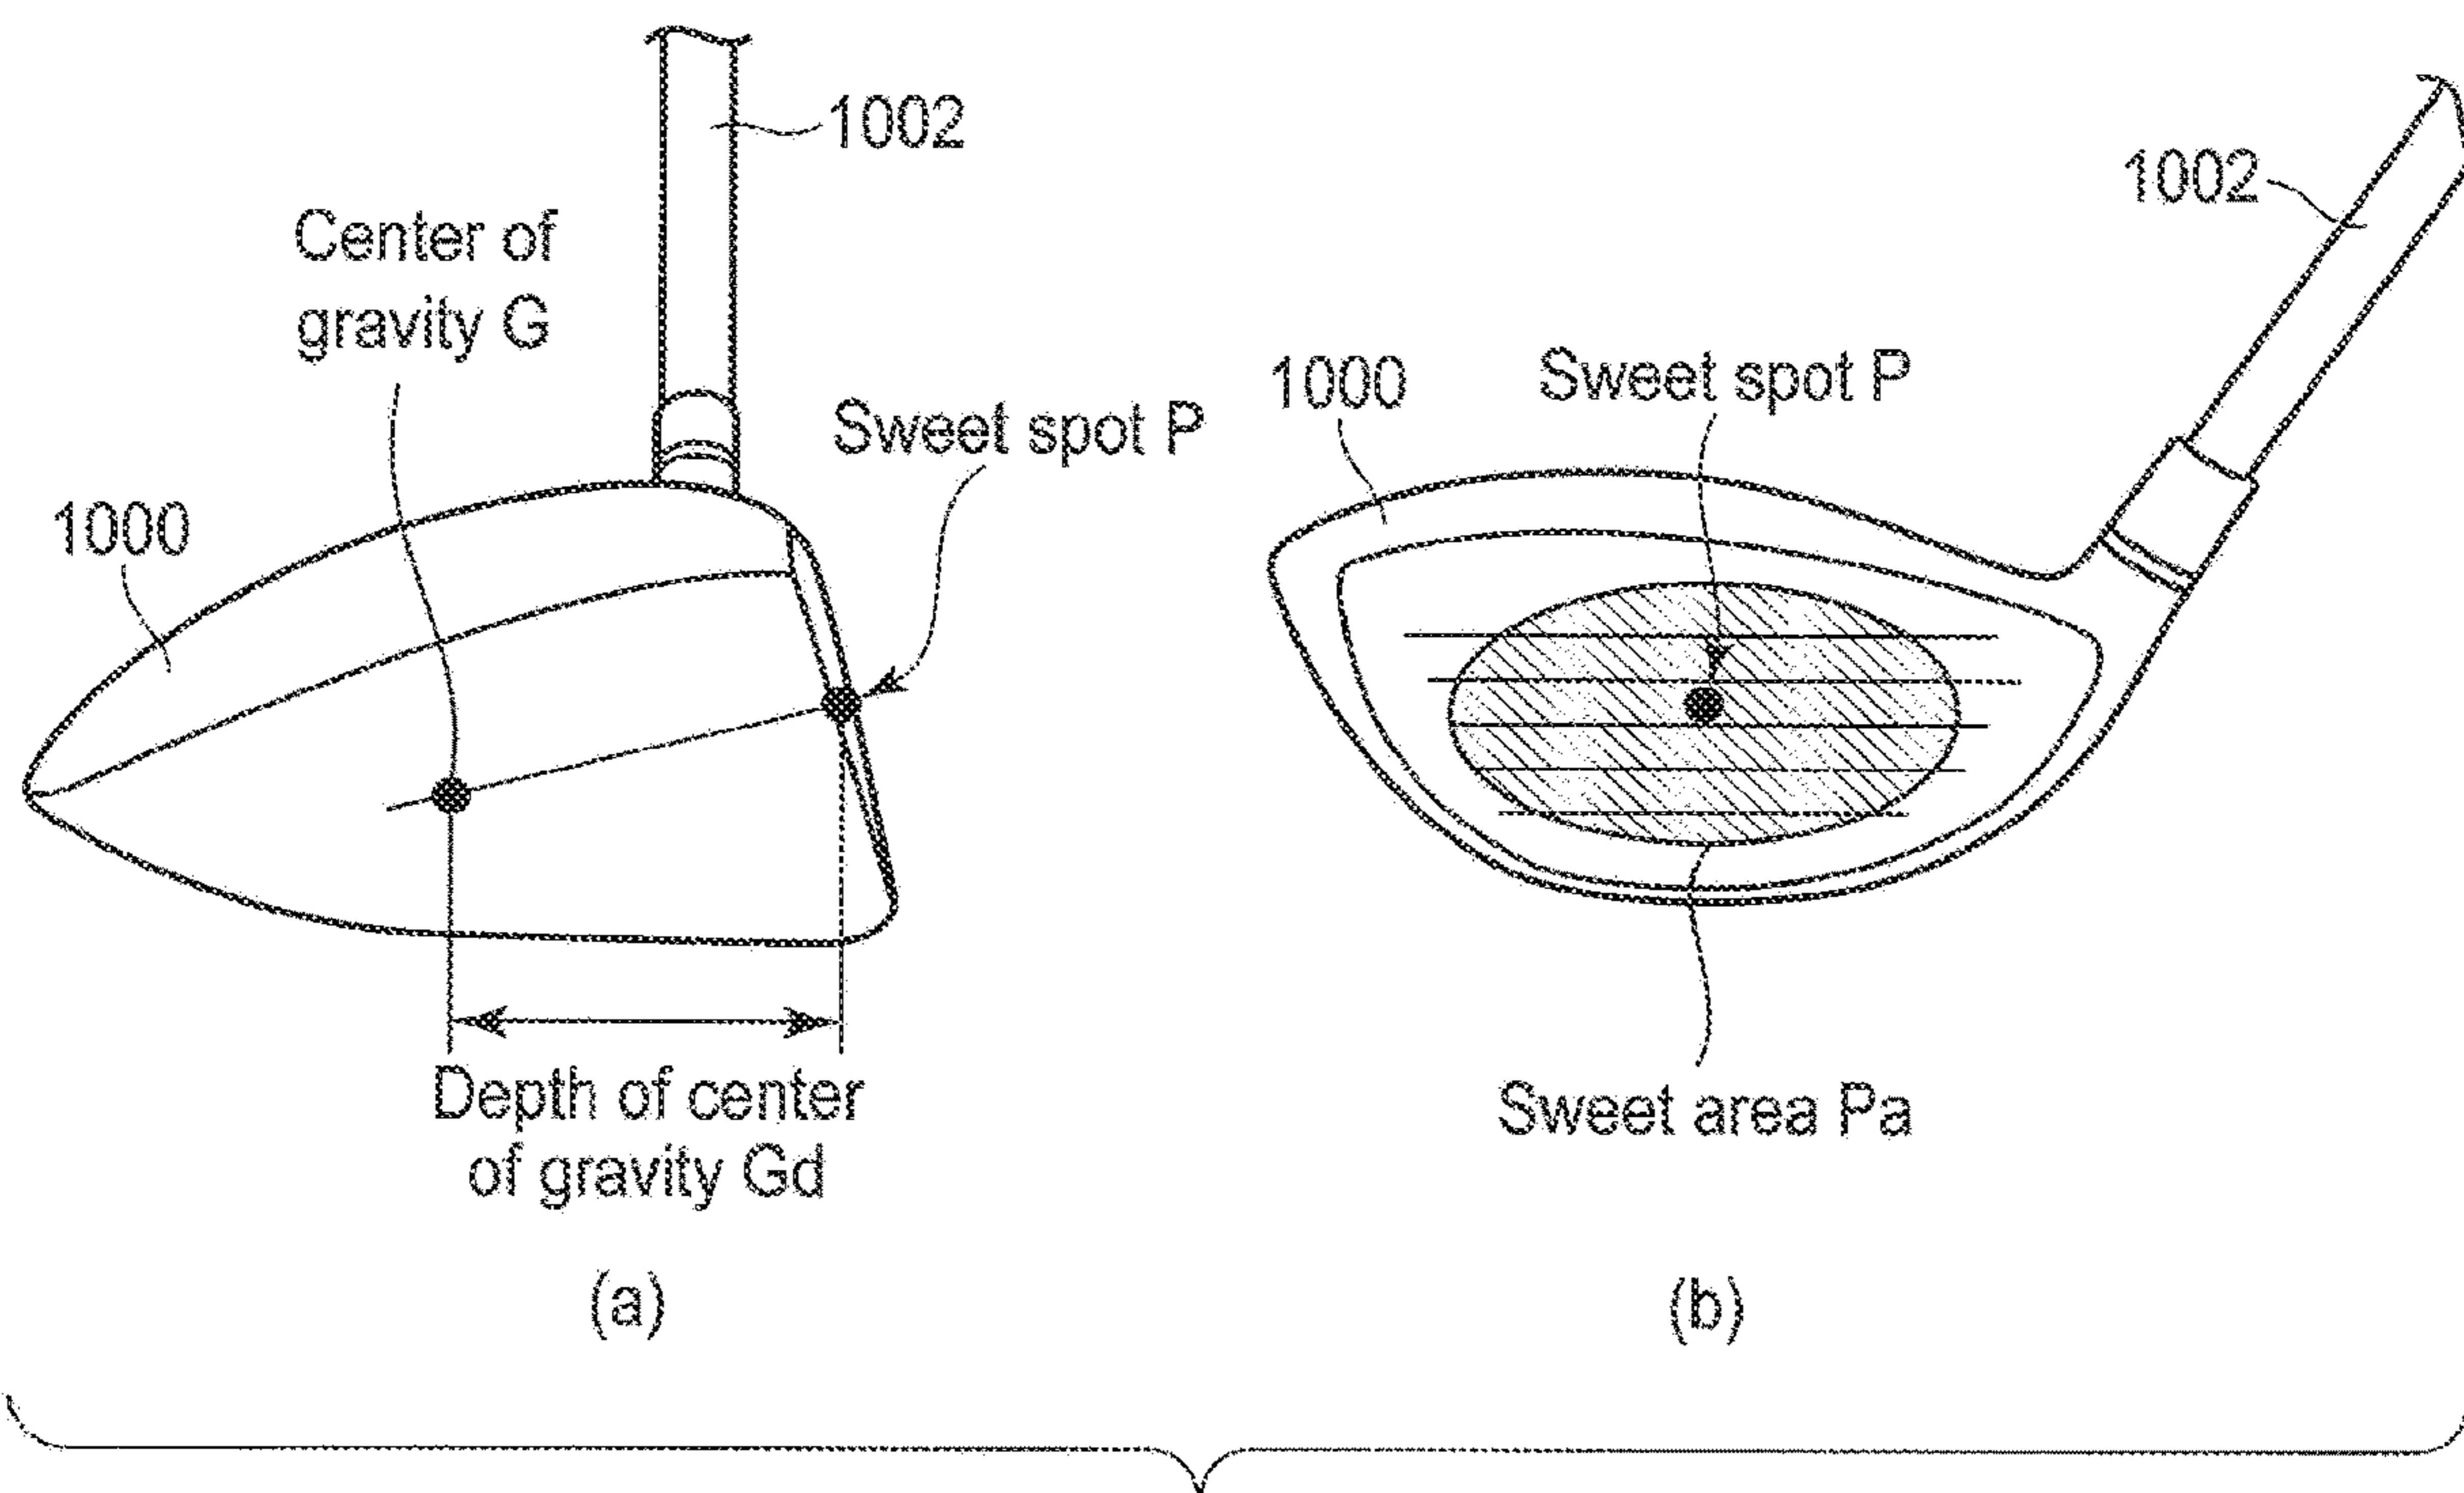 1002
Center of
gravity G
Sweet spot P
1000
Depth of center
of gravity Gd
(a)
1002
Sweet spot P
1000
Sweet area Pa
(b)